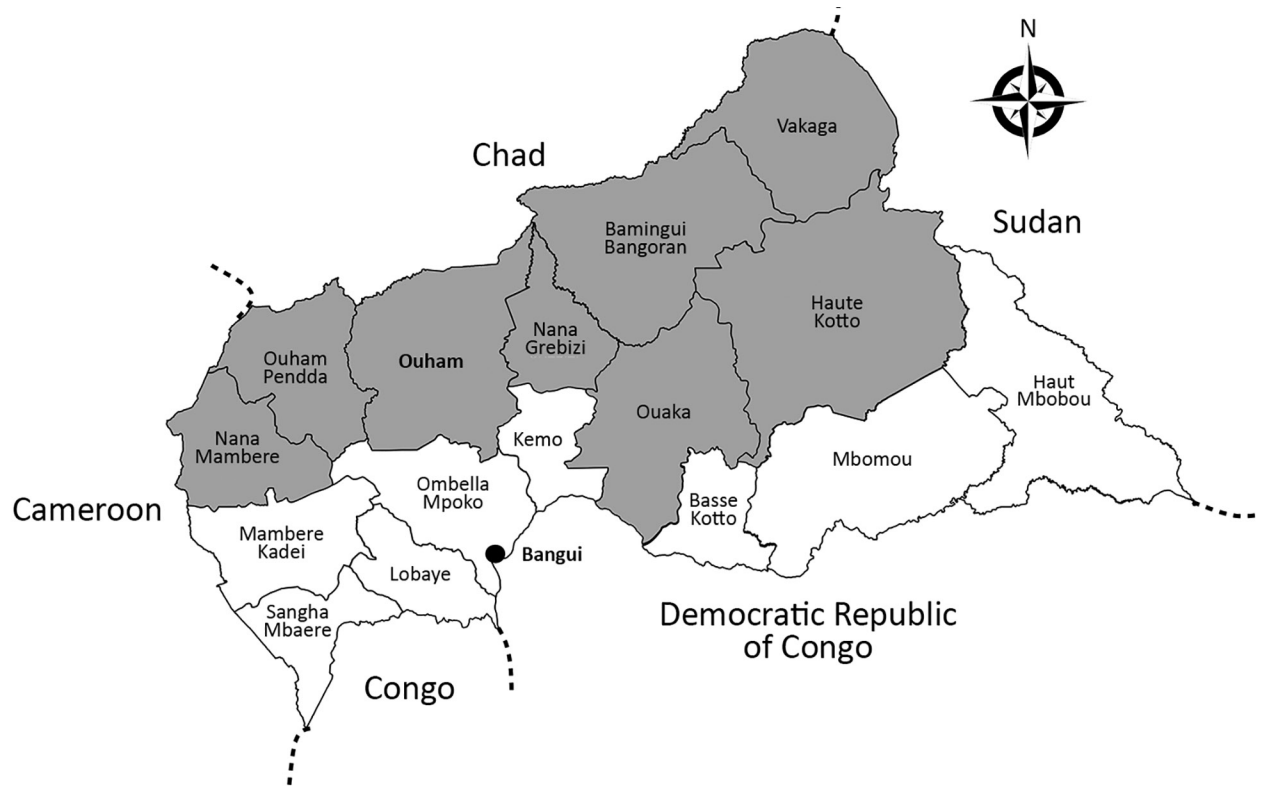 N
Vakaga
Chad
Sudan
Bamingui
Bangoran
Haute
Kotto
Nana
Grebizi
Ouham
Pendda
Ouham
Haut
Mbobou
Ouaka
Nana
Mambere
Kemo
Mbomou
Ombella
Mpoko
Basse
Kotto
Cameroon
Mambere
Kadei
Bangui
Lobaye
Sangha
Mbaere
Democratic Republic
of Congo
Congo